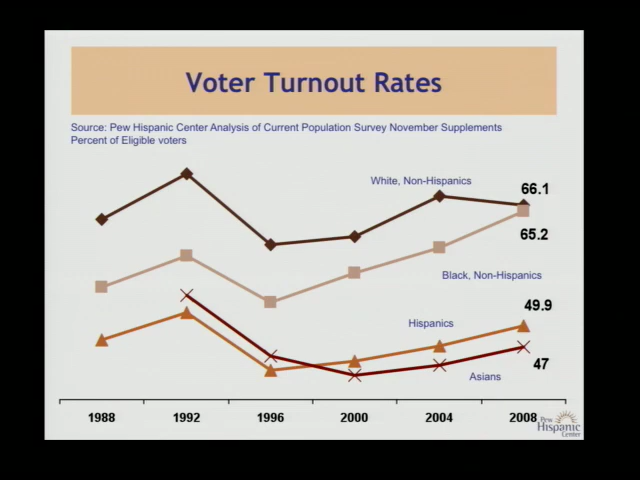 Voter Turnout Rates
Source: Pew Hispanic Center Analysis of Current Population Survey November Supplements
Percent of Eligible voters
White, Non-Hispanics
66.1
65.2
Black, Non-Hispanics
49.9
Hispanics
47
Asians
1988 1992 1996 2000 2004 2008
Pew
Hispanic
Center